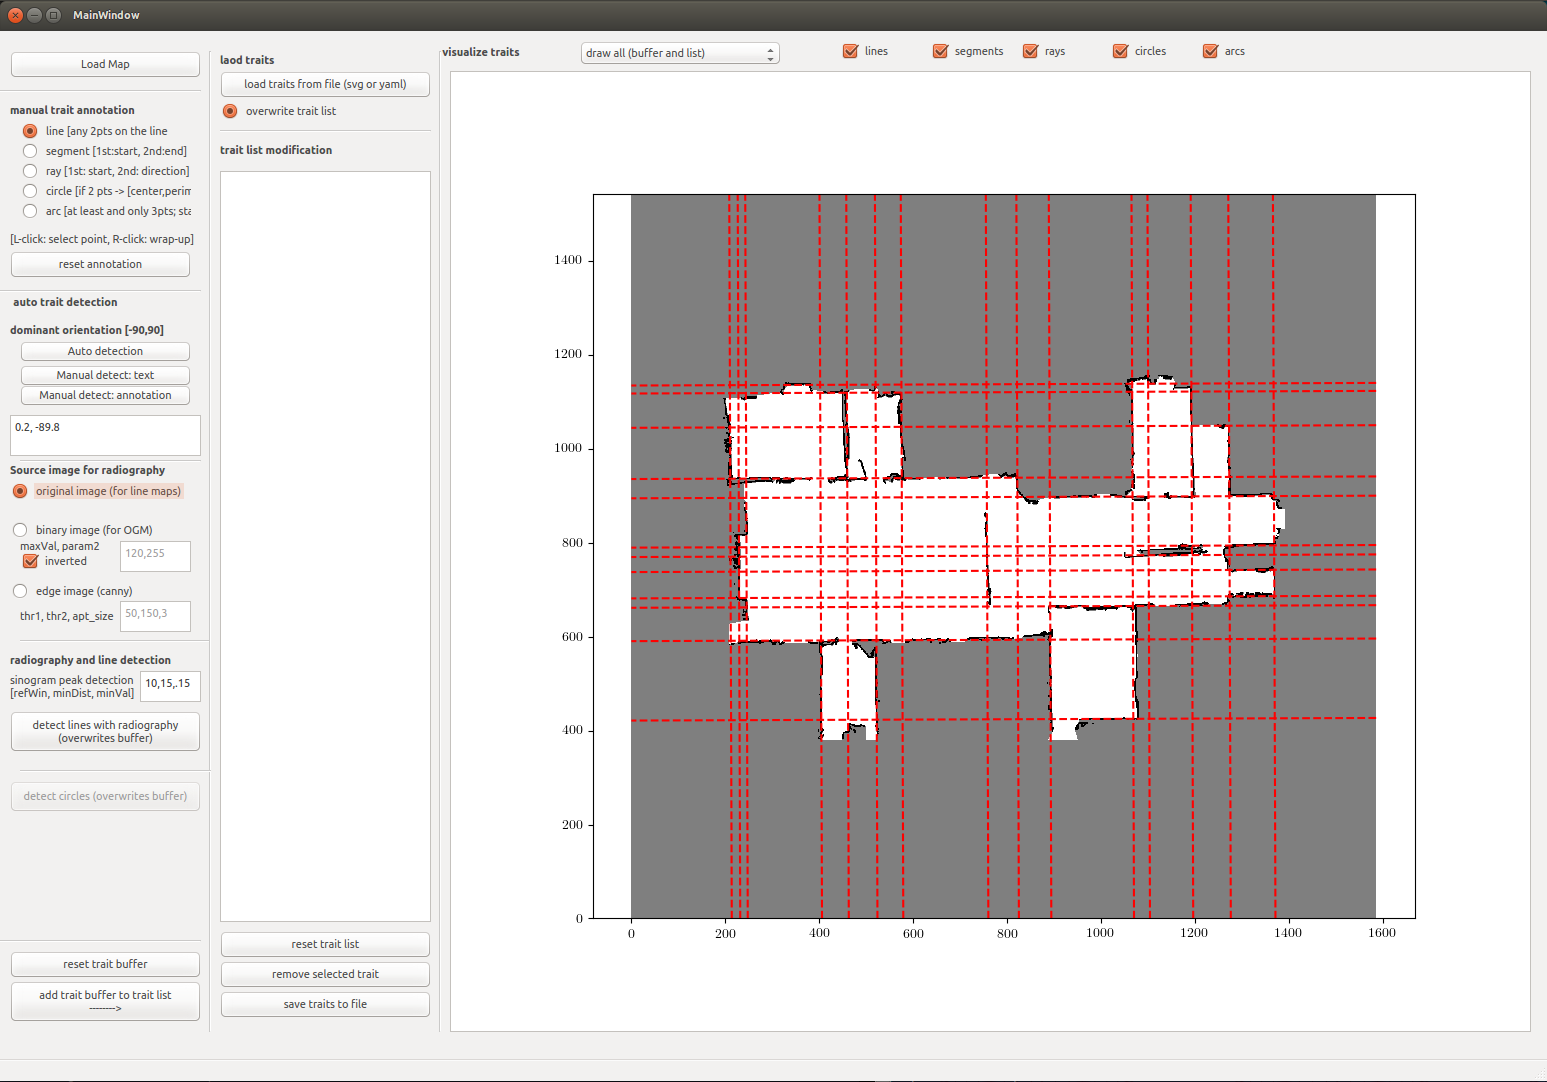 MainWindow
Load Map
manual trait annotation
line [any 2pts on the line
segment [1st:start, 2nd:end]
ray [1st: start, 2nd: direction]
circle [if 2 pts -> [center,perim
arc [at least and only 3pts; sta
[L-click: select point, R-click: wrap-up]
reset annotation
auto trait detection
dominant orientation [-90,90]
Auto detection
Manual detect: text
Manual detect: annotation
0.2, -89.8
Source image for radiography
original image (for line maps)
binary image (for OGM)
maxVal, param2
120,255
inverted
edge image (canny)
thr1, thr2, apt_size
50,150,3
radiography and line detection
sinogram peak detection
[refWin, minDist, minVal]
10,15,.15
detect lines with radiography
(overwrites buffer)
detect circles (overwrites buffer)
reset trait buffer
add trait buffer to trait list
-------->
laod traits
load traits from file (svg or yaml)
overwrite trait list
trait list modification
reset trait list
remove selected trait
save traits to file
visualize traits
draw all (buffer and list)
lines
segments
rays
circles
arcs
1400
1200
1000
800
600
400
200
0
0 200 400 600 800 1000 1200 1400 1600